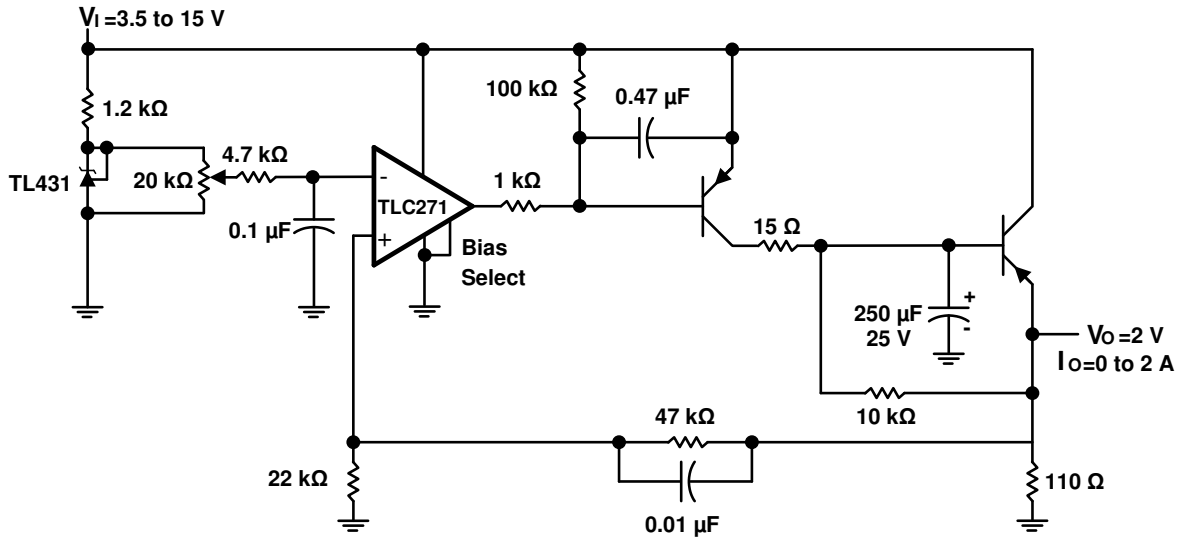 VI =3.5 to 15 V
1.2 kΩ
TL431
20 kΩ
4.7 kΩ
0.1 µF
-
TLC271
+
Bias
Select
1 kΩ
100 kΩ
0.47 µF
15 Ω
250 µF
25 V
+
-
VO =2 V
IO=0 to 2 A
10 kΩ
47 kΩ
0.01 µF
22 kΩ
110 Ω